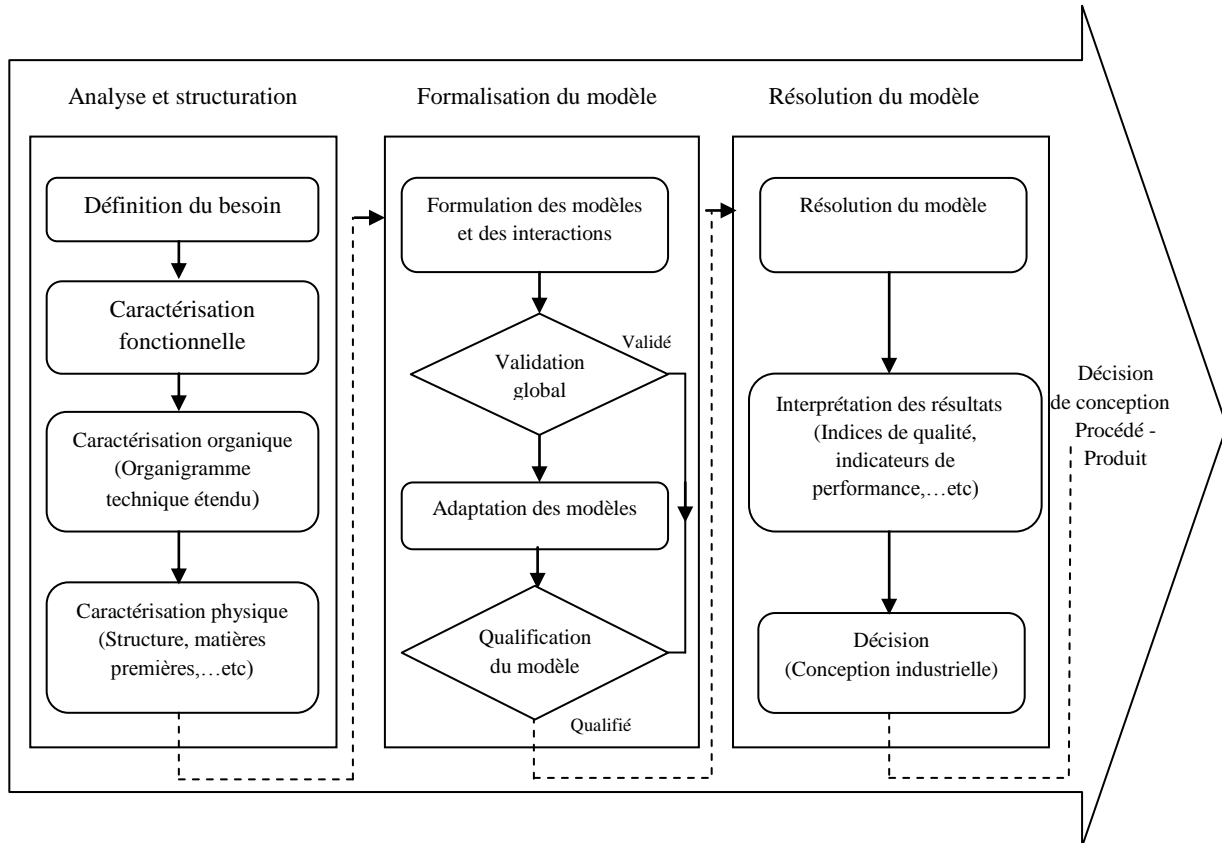 Analyse et structuration
Définition du besoin
Caractérisation
fonctionnelle
Caractérisation organique
(Organigramme
technique étendu)
Caractérisation physique
(Structure, matières
premières,…etc)
Formalisation du modèle
Formulation des modèles
et des interactions
Validé
Validation
global
Adaptation des modèles
Qualification
du modèle
Qualifié
Résolution du modèle
Résolution du modèle
Interprétation des résultats
(Indices de qualité,
indicateurs de
performance,…etc)
Décision
(Conception industrielle)
Décision
de conception
Procédé -
Produit